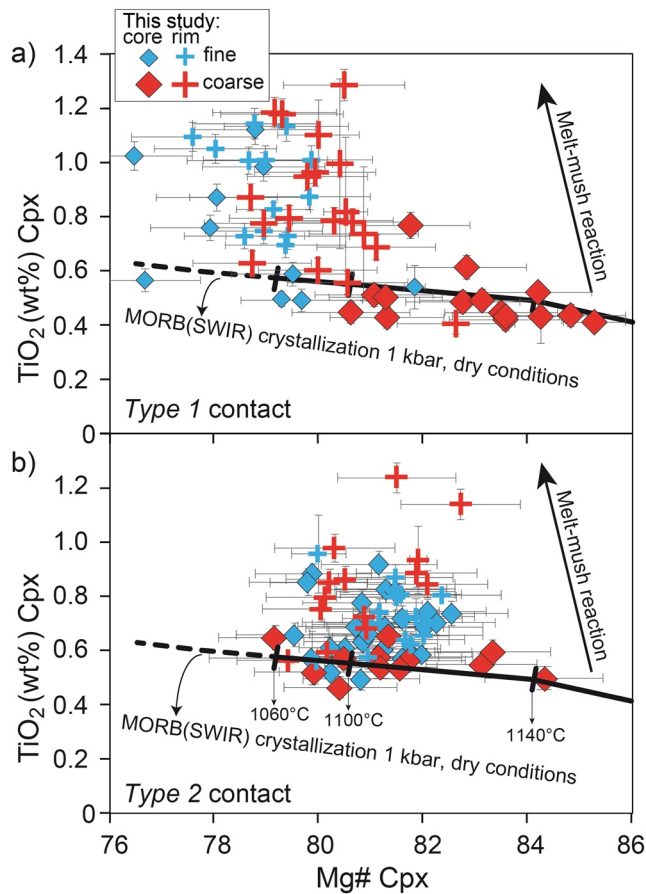 This study:
core rim
fine
coarse
a)
1.4
1.2
1.0
0.8
0.6
0.4
0.2
0
TiO2 (wt%) Cpx
Melt-mush reaction
MORB(SWIR) crystallization 1 kbar, dry conditions
Type 1 contact
78
80
82
84
b)
1.2
1.0
0.8
0.6
0.4
0.2
0
TiO2 (wt%) Cpx
Melt-mush reaction
1060°C
1100°C
1140°C
MORB(SWIR) crystallization 1 kbar, dry conditions
Type 2 contact
76 78 80 82 84 86
Mg# Cpx